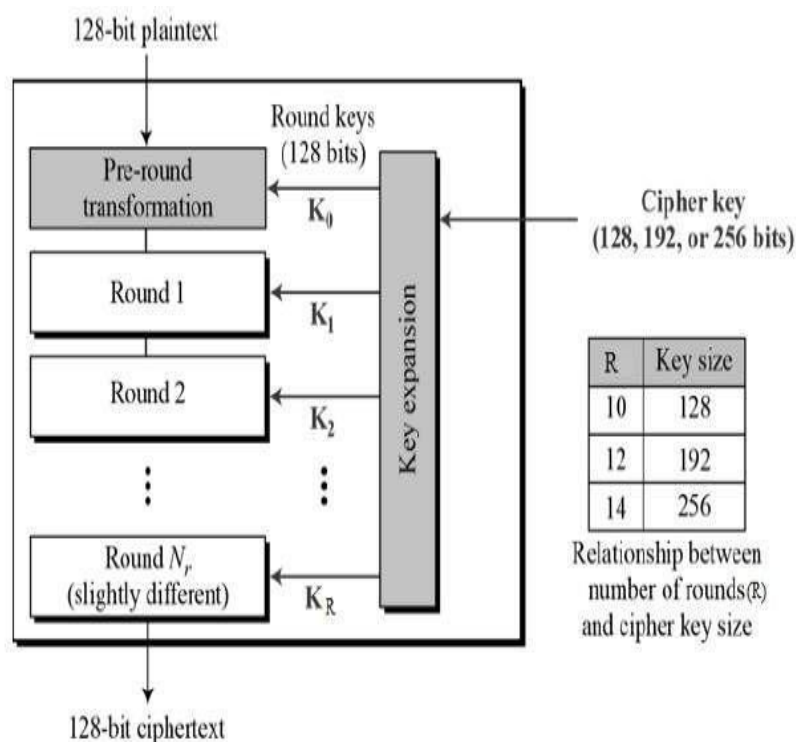 128-bit plaintext
Round keys
(128 bits)
Pre-round
transformation
K0
Cipher key
(128, 192, or 256 bits)
Round 1
K1
Key expansion
Round 2
K2
R Key size
10 128
12 192
14 256
Round Nr
(slightly different)
KR
Relationship between
number of rounds(R)
and cipher key size
128-bit ciphertext